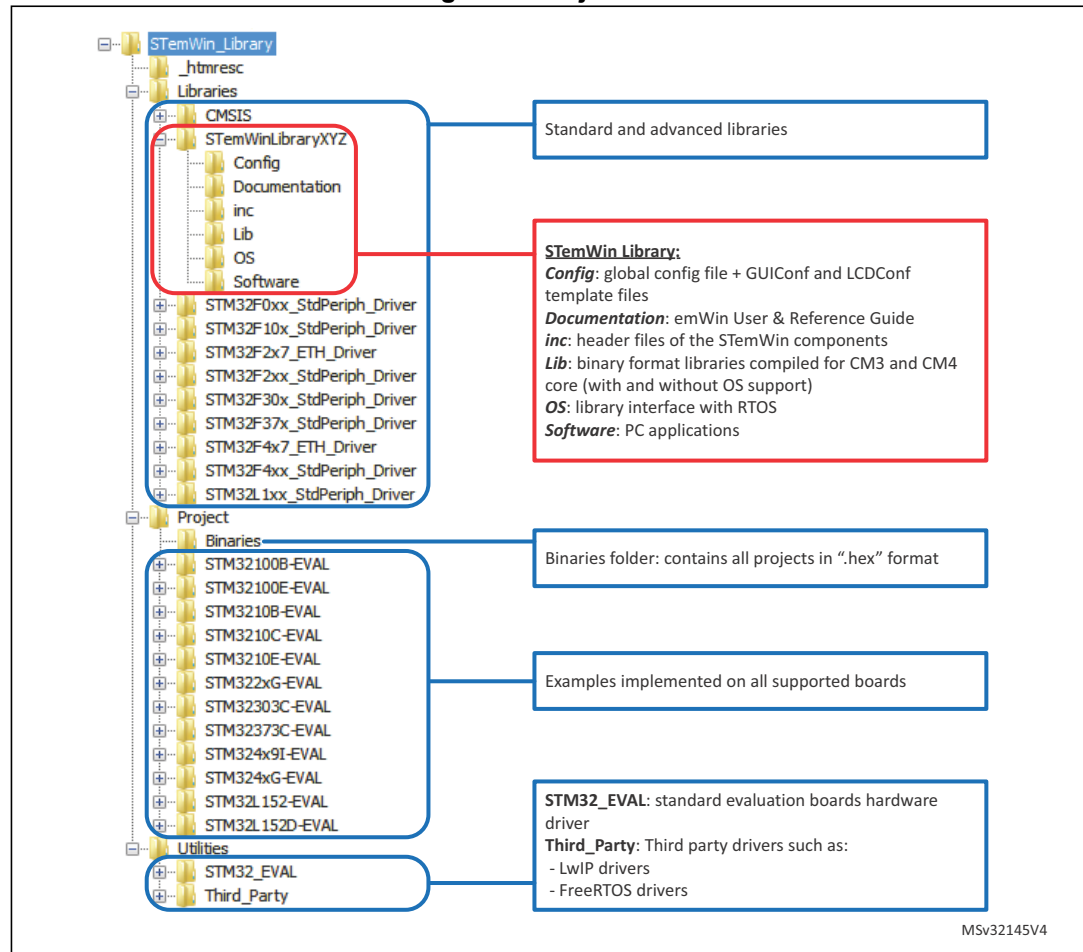 STemWin_Library
_htmresc
Libraries
CMSIS
STemWinLibraryXYZ
Config
Documentation
inc
Lib
OS
Software
STM32F0xx_StdPeriph_Driver
STM32F10x_StdPeriph_Driver
STM32F2x7_ETH_Driver
STM32F2xx_StdPeriph_Driver
STM32F30x_StdPeriph_Driver
STM32F37x_StdPeriph_Driver
STM32F4x7_ETH_Driver
STM32F4xx_StdPeriph_Driver
STM32L1xx_StdPeriph_Driver
Project
Binaries
STM32100B-EVAL
STM32100E-EVAL
STM3210B-EVAL
STM3210C-EVAL
STM3210E-EVAL
STM322xG-EVAL
STM32303C-EVAL
STM32373C-EVAL
STM324x9I-EVAL
STM324xG-EVAL
STM32L152-EVAL
STM32L152D-EVAL
Utilities
STM32_EVAL
Third_Party
Standard and advanced libraries
STemWin Library:
Config: global config file + GUIConf and LCDConf
template files
Documentation: emWin User & Reference Guide
inc: header files of the STemWin components
Lib: binary format libraries compiled for CM3 and CM4
core (with and without OS support)
OS: library interface with RTOS
Software: PC applications
Binaries folder: contains all projects in “.hex” format
Examples implemented on all supported boards
STM32_EVAL: standard evaluation boards hardware
driver
Third_Party: Third party drivers such as:
- LwIP drivers
- FreeRTOS drivers
MSv32145V4